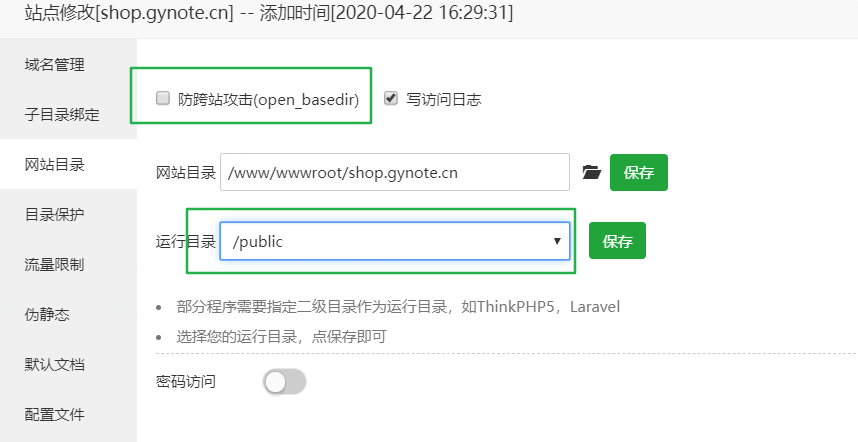 站点修改[shop.gynote.cn] -- 添加时间[2020-04-22 16:29:31]
域名管理
子目录绑定
网站目录
目录保护
流量限制
伪静态
默认文档
配置文件
防跨站攻击(open_basedir) 写访问日志
网站目录 /www/wwwroot/shop.gynote.cn 保存
运行目录 /public 保存
部分程序需要指定二级目录作为运行目录，如ThinkPHP5，Laravel
选择您的运行目录，点保存即可
密码访问